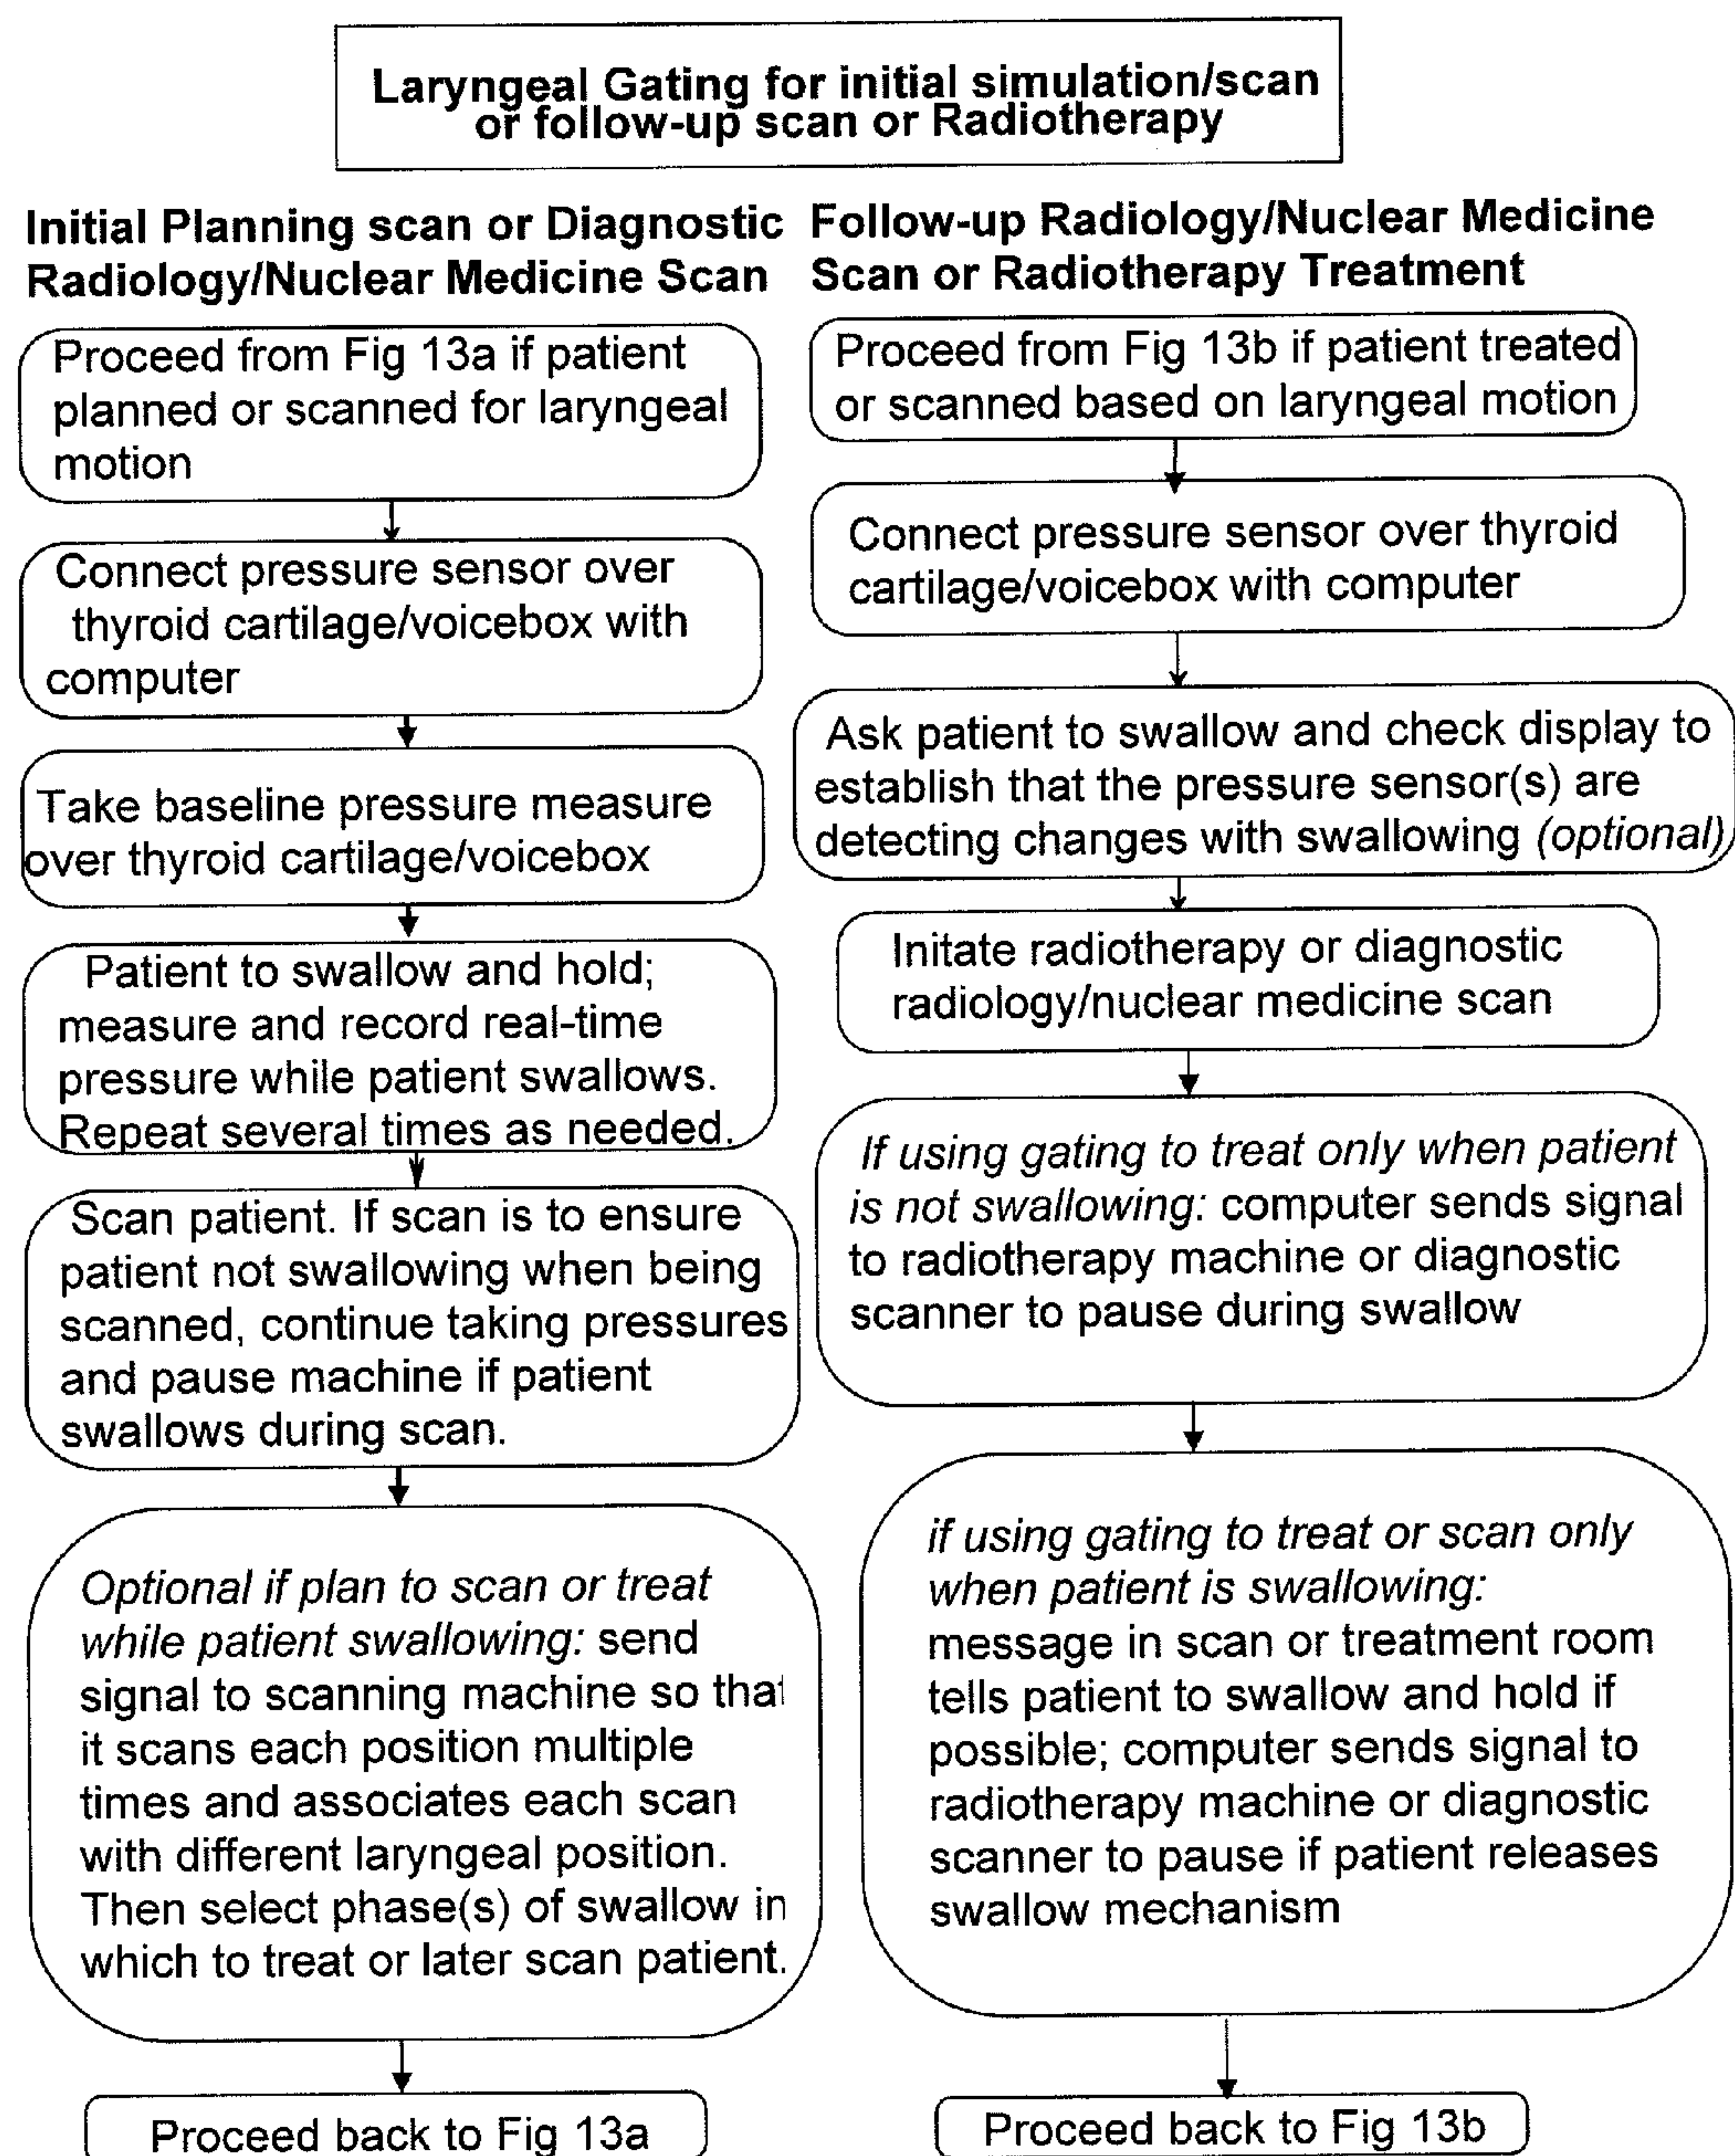 Laryngeal Gating for initial simulation/scan
or follow-up scan or Radiotherapy
Initial Planning scan or Diagnostic
Radiology/Nuclear Medicine Scan
Proceed from Fig 13a if patient
planned or scanned for laryngeal
motion
Connect pressure sensor over
thyroid cartilage/voicebox with
computer
Take baseline pressure measure
over thyroid cartilage/voicebox
Patient to swallow and hold;
measure and record real-time
pressure while patient swallows.
Repeat several times as needed.
Scan patient. If scan is to ensure
patient not swallowing when being
scanned, continue taking pressures
and pause machine if patient
swallows during scan.
Optional if plan to scan or treat
while patient swallowing: send
signal to scanning machine so that
it scans each position multiple
times and associates each scan
with different laryngeal position.
Then select phase(s) of swallow in
which to treat or later scan patient.
Proceed back to Fig 13a
Follow-up Radiology/Nuclear Medicine
Scan or Radiotherapy Treatment
Proceed from Fig 13b if patient treated
or scanned based on laryngeal motion
Connect pressure sensor over thyroid
cartilage/voicebox with computer
Ask patient to swallow and check display to
establish that the pressure sensor(s) are
detecting changes with swallowing (optional)
Initate radiotherapy or diagnostic
radiology/nuclear medicine scan
If using gating to treat only when patient
is not swallowing: computer sends signal
to radiotherapy machine or diagnostic
scanner to pause during swallow
if using gating to treat or scan only
when patient is swallowing:
message in scan or treatment room
tells patient to swallow and hold if
possible; computer sends signal to
radiotherapy machine or diagnostic
scanner to pause if patient releases
swallow mechanism
Proceed back to Fig 13b